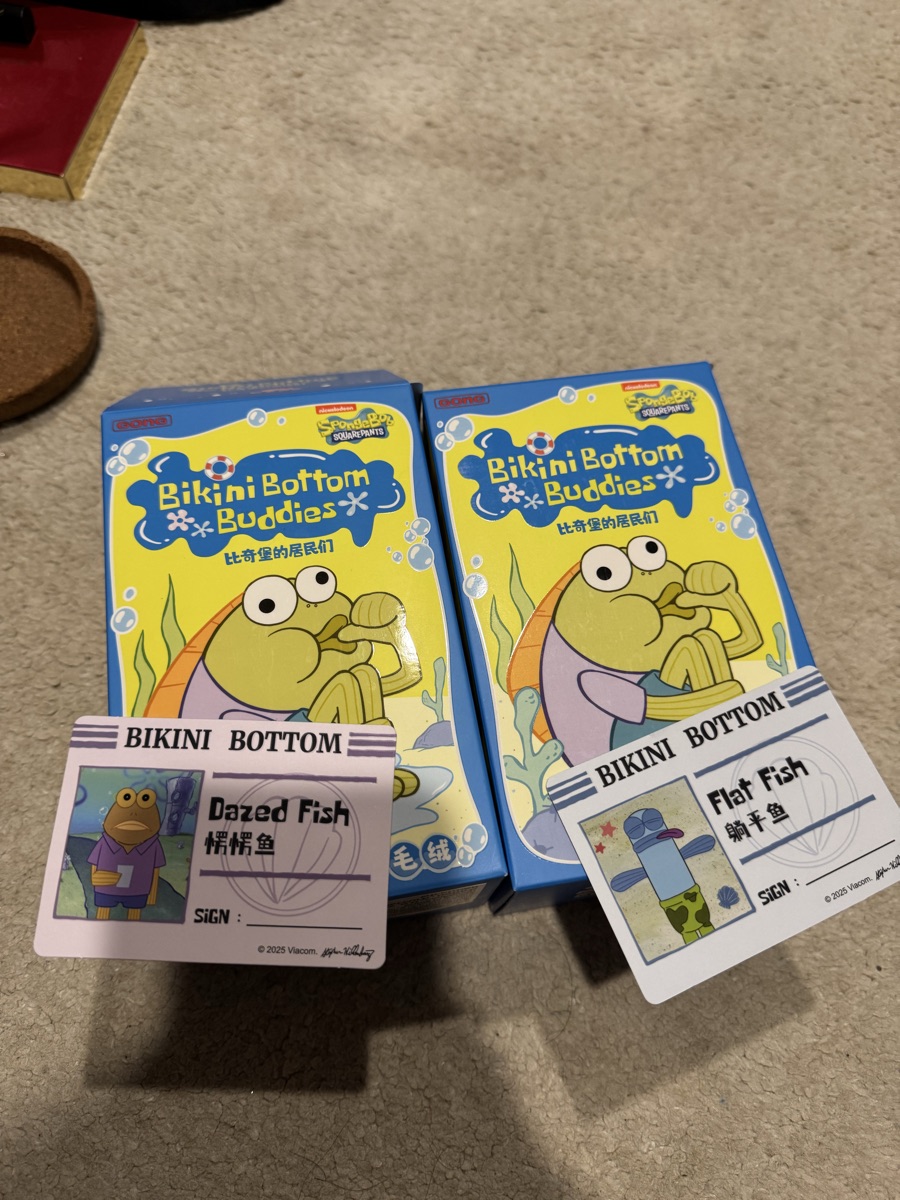 nickelodeon
SpongeBob
SQUAREPANTS
Bikini Bottom
Buddies
比奇堡的居民们
毛绒
nickelodeon
SpongeBob
SQUAREPANTS
Bikini Bottom
Buddies
比奇堡的居民们
BIKINI BOTTOM
Dazed Fish
愣愣鱼
SiGN :
© 2025 Viacom.
BIKINI BOTTOM
Flat Fish
躺平鱼
SiGN :
© 2025 Viacom.